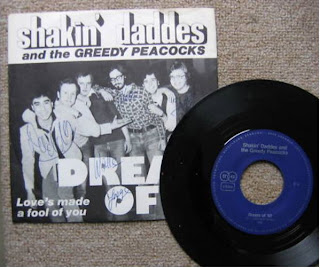 shakin' daddes
and the GREEDY PEACOCKS
DREA
OF
Love's made
a fool of you
Shakin' Daddes and
the Greedy Peacocks